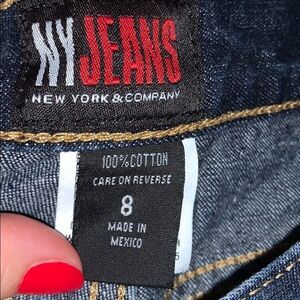 NY JEANS
NEW YORK & COMPANY
100% COTTON
CARE ON REVERSE
8
MADE IN
MEXICO